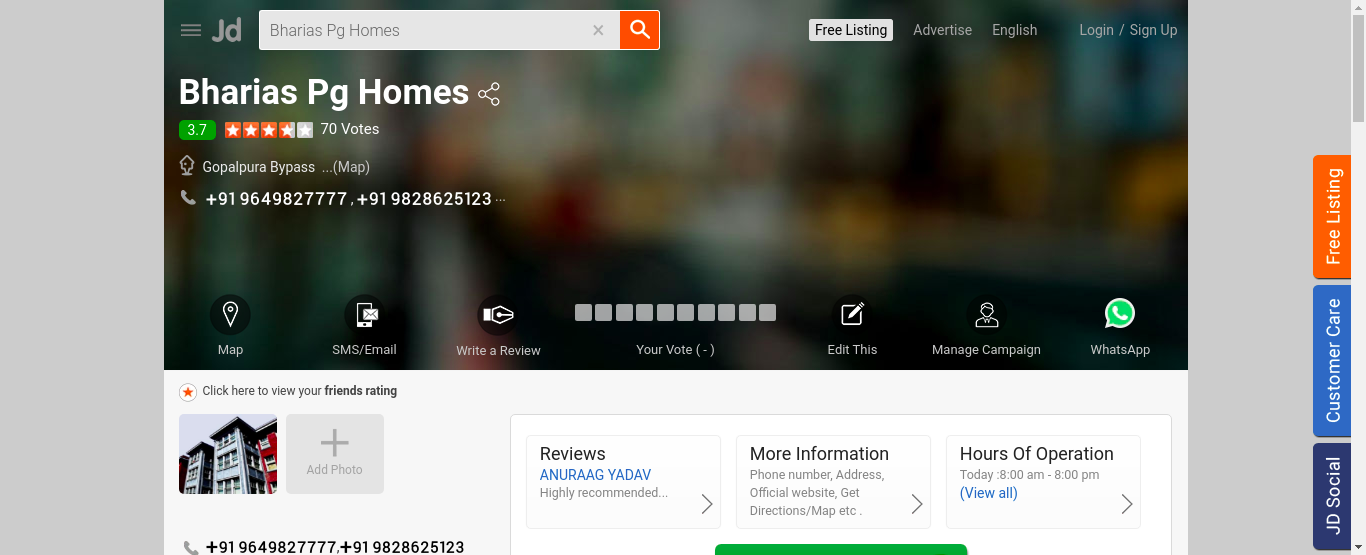 Jd
Bharias Pg Homes
Free Listing
Advertise
English
Login / Sign Up
Bharias Pg Homes
3.7
70 Votes
Gopalpura Bypass ...(Map)
+91 9649827777 , +91 9828625123 ...
Map
SMS/Email
Write a Review
Your Vote ( - )
Edit This
Manage Campaign
WhatsApp
Click here to view your friends rating
Add Photo
Reviews
ANURAAG YADAV
Highly recommended...
More Information
Phone number, Address,
Official website, Get
Directions/Map etc .
Hours Of Operation
Today :8:00 am - 8:00 pm
(View all)
+91 9649827777,+91 9828625123
Free Listing
Customer Care
JD Social